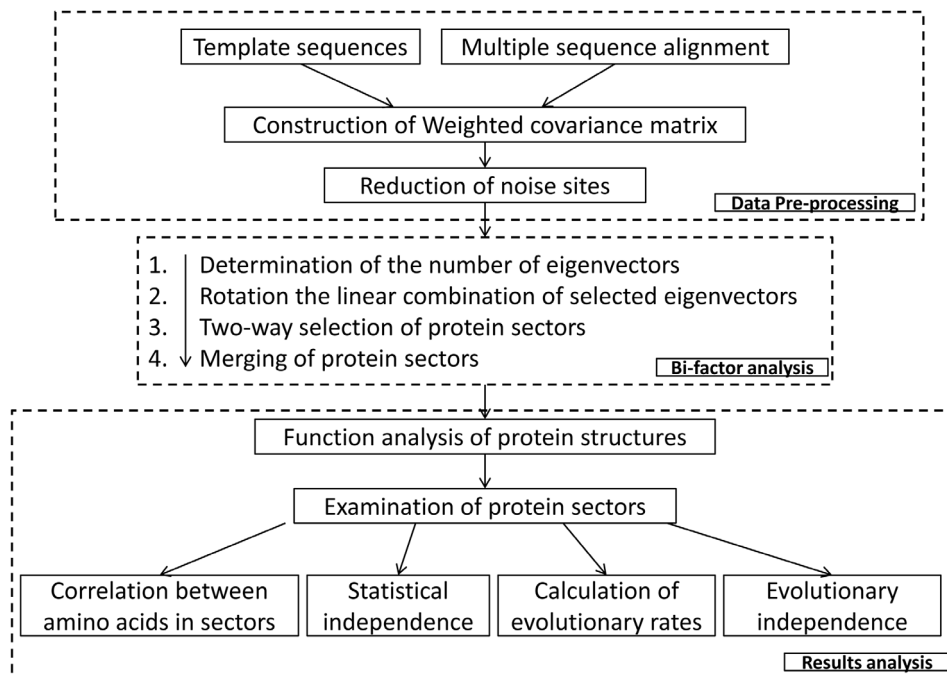 Template sequences
Multiple sequence alignment
Construction of Weighted covariance matrix
Reduction of noise sites
Data Pre-processing
1. Determination of the number of eigenvectors
2. Rotation the linear combination of selected eigenvectors
3. Two-way selection of protein sectors
4. Merging of protein sectors
Bi-factor analysis
Function analysis of protein structures
Examination of protein sectors
Correlation between
amino acids in sectors
Statistical
independence
Calculation of
evolutionary rates
Evolutionary
independence
Results analysis